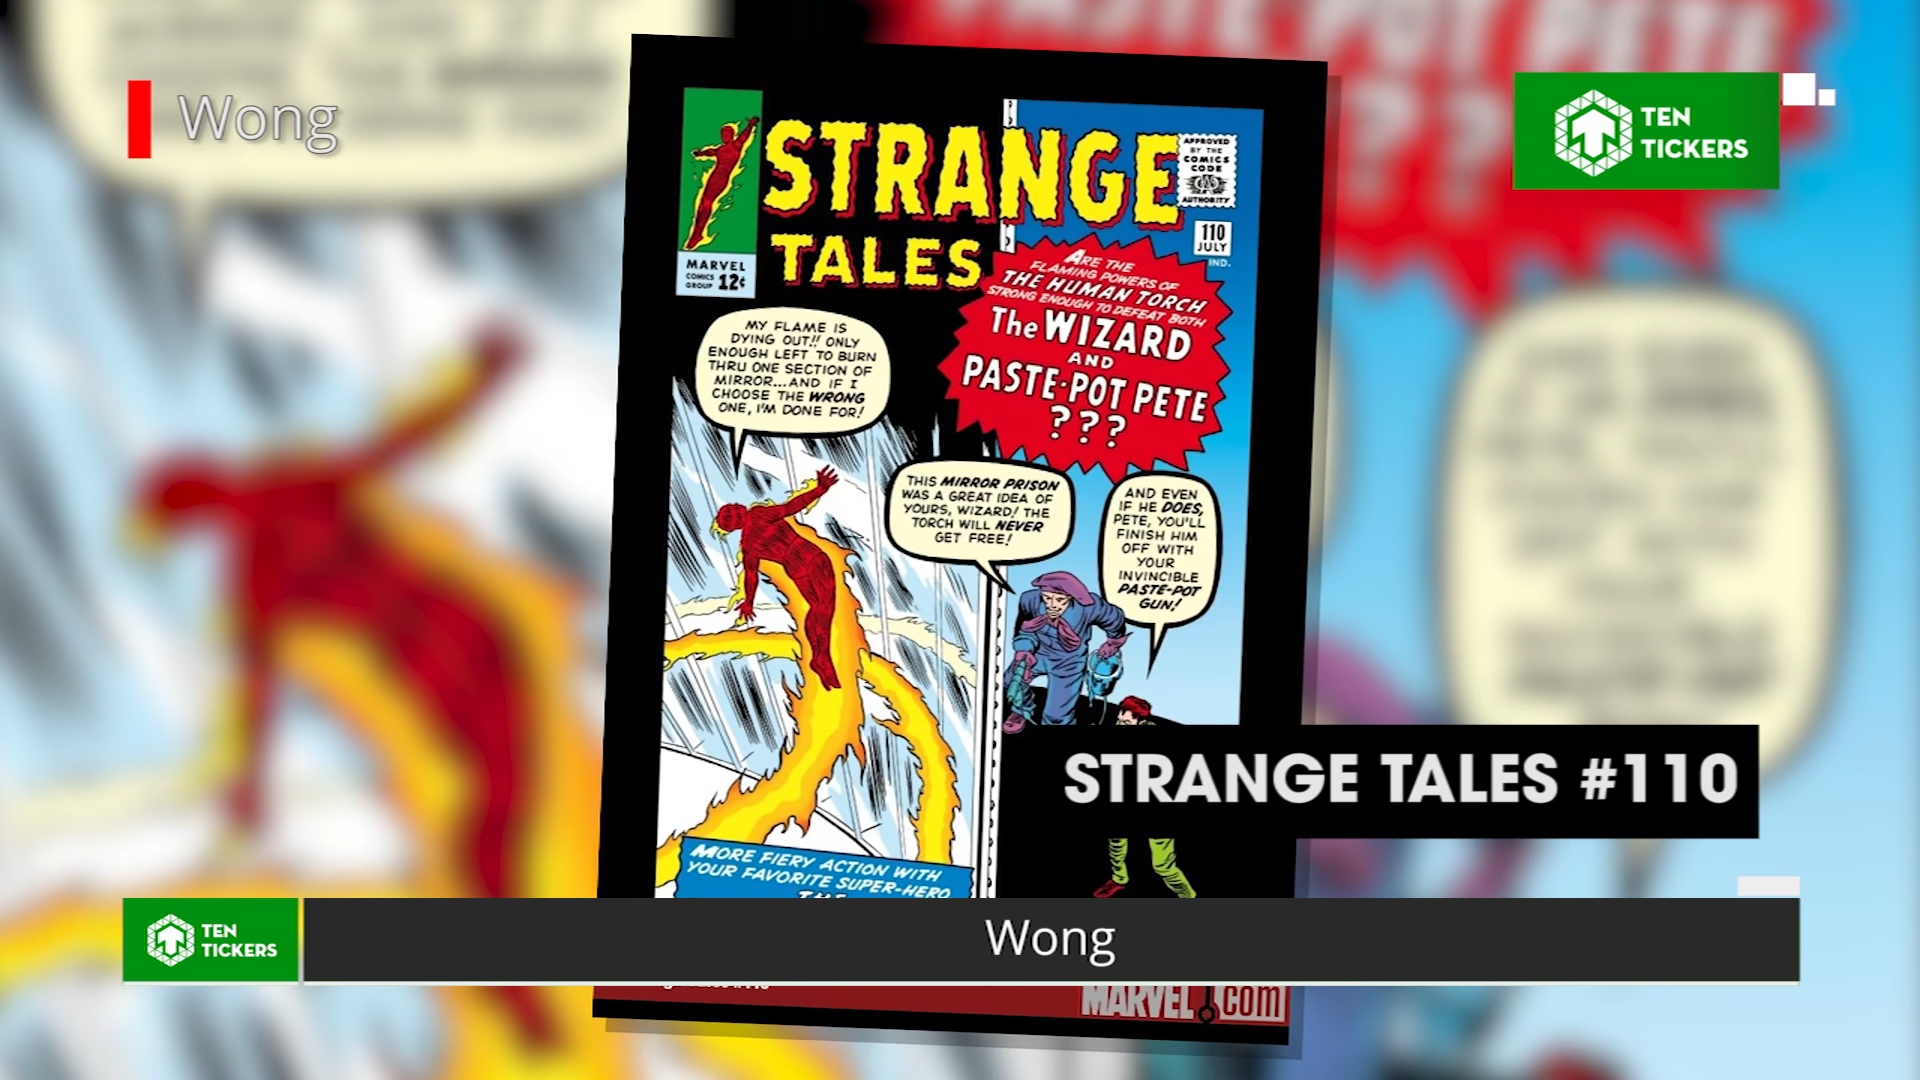 Wong
TEN
TICKERS
STRANGE
TALES
APPROVED
BY THE
COMICS
CODE
AUTHORITY
110
JULY
IND.
MARVEL
COMICS
GROUP 12¢
ARE THE
FLAMING POWERS OF
THE HUMAN TORCH
STRONG ENOUGH TO DEFEAT BOTH
The WIZARD
AND
PASTE-POT PETE
???
MY FLAME IS
DYING OUT!! ONLY
ENOUGH LEFT TO BURN
THRU ONE SECTION OF
MIRROR...AND IF I
CHOOSE THE WRONG
ONE, I'M DONE FOR!
THIS MIRROR PRISON
WAS A GREAT IDEA OF
YOURS, WIZARD! THE
TORCH WILL NEVER
GET FREE!
AND EVEN
IF HE DOES,
PETE, YOU'LL
FINISH HIM
OFF WITH
YOUR
INVINCIBLE
PASTE-POT
GUN!
STRANGE TALES #110
MORE FIERY ACTION WITH
YOUR FAVORITE SUPER-HERO
THE
TEN
TICKERS
Wong
MARVEL.com